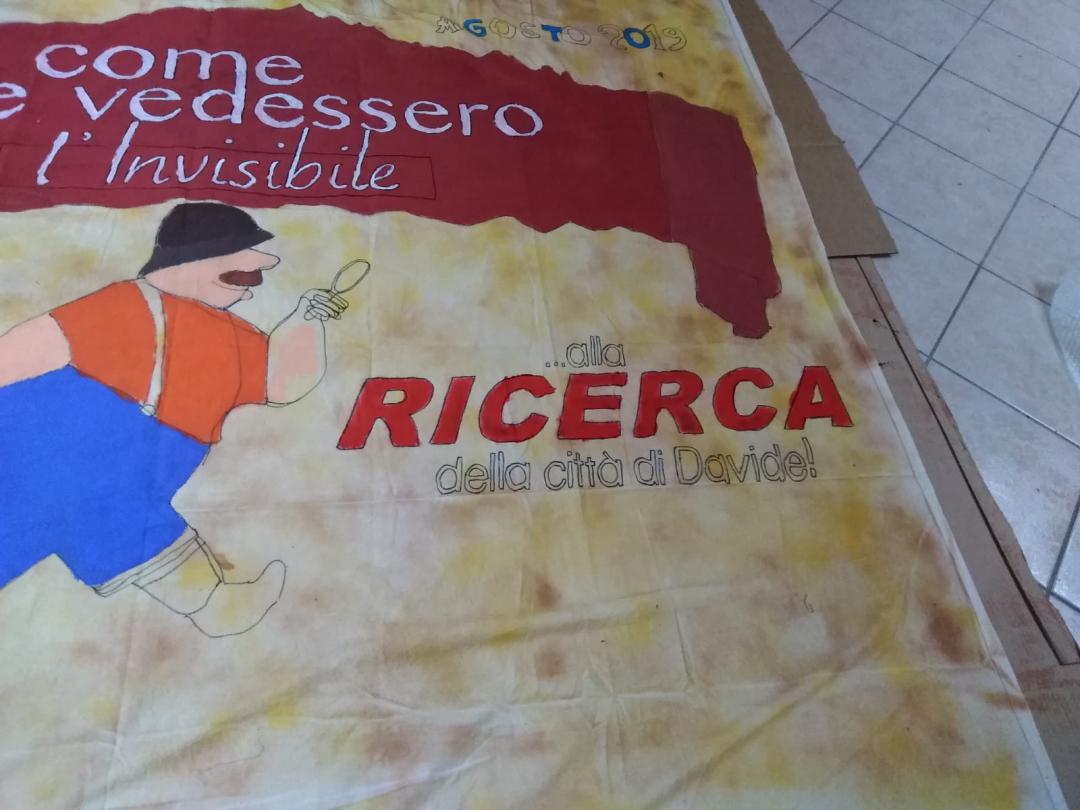 AGOSTO 2019
come
e vedessero
l'Invisibile
...alla
RICERCA
della città di Davide!